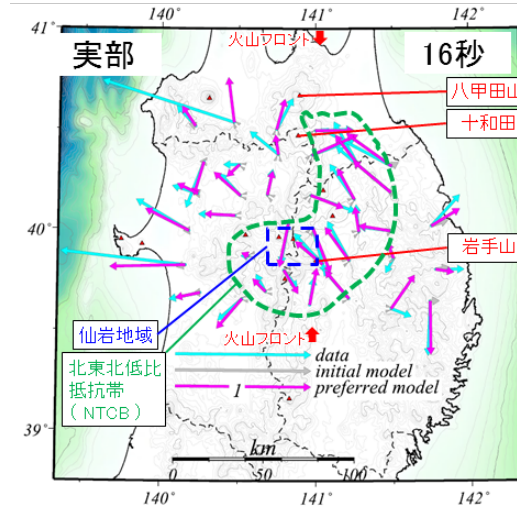 140
141
142
火山フロント
41
実部
16秒
八甲田山
十和田
40
岩手山
仙岩地域
火山フロント
北東北低比
抵抗帯
(NTCB)
data
initial model
1
preferred model
km
0
50
100
39
140
141
142